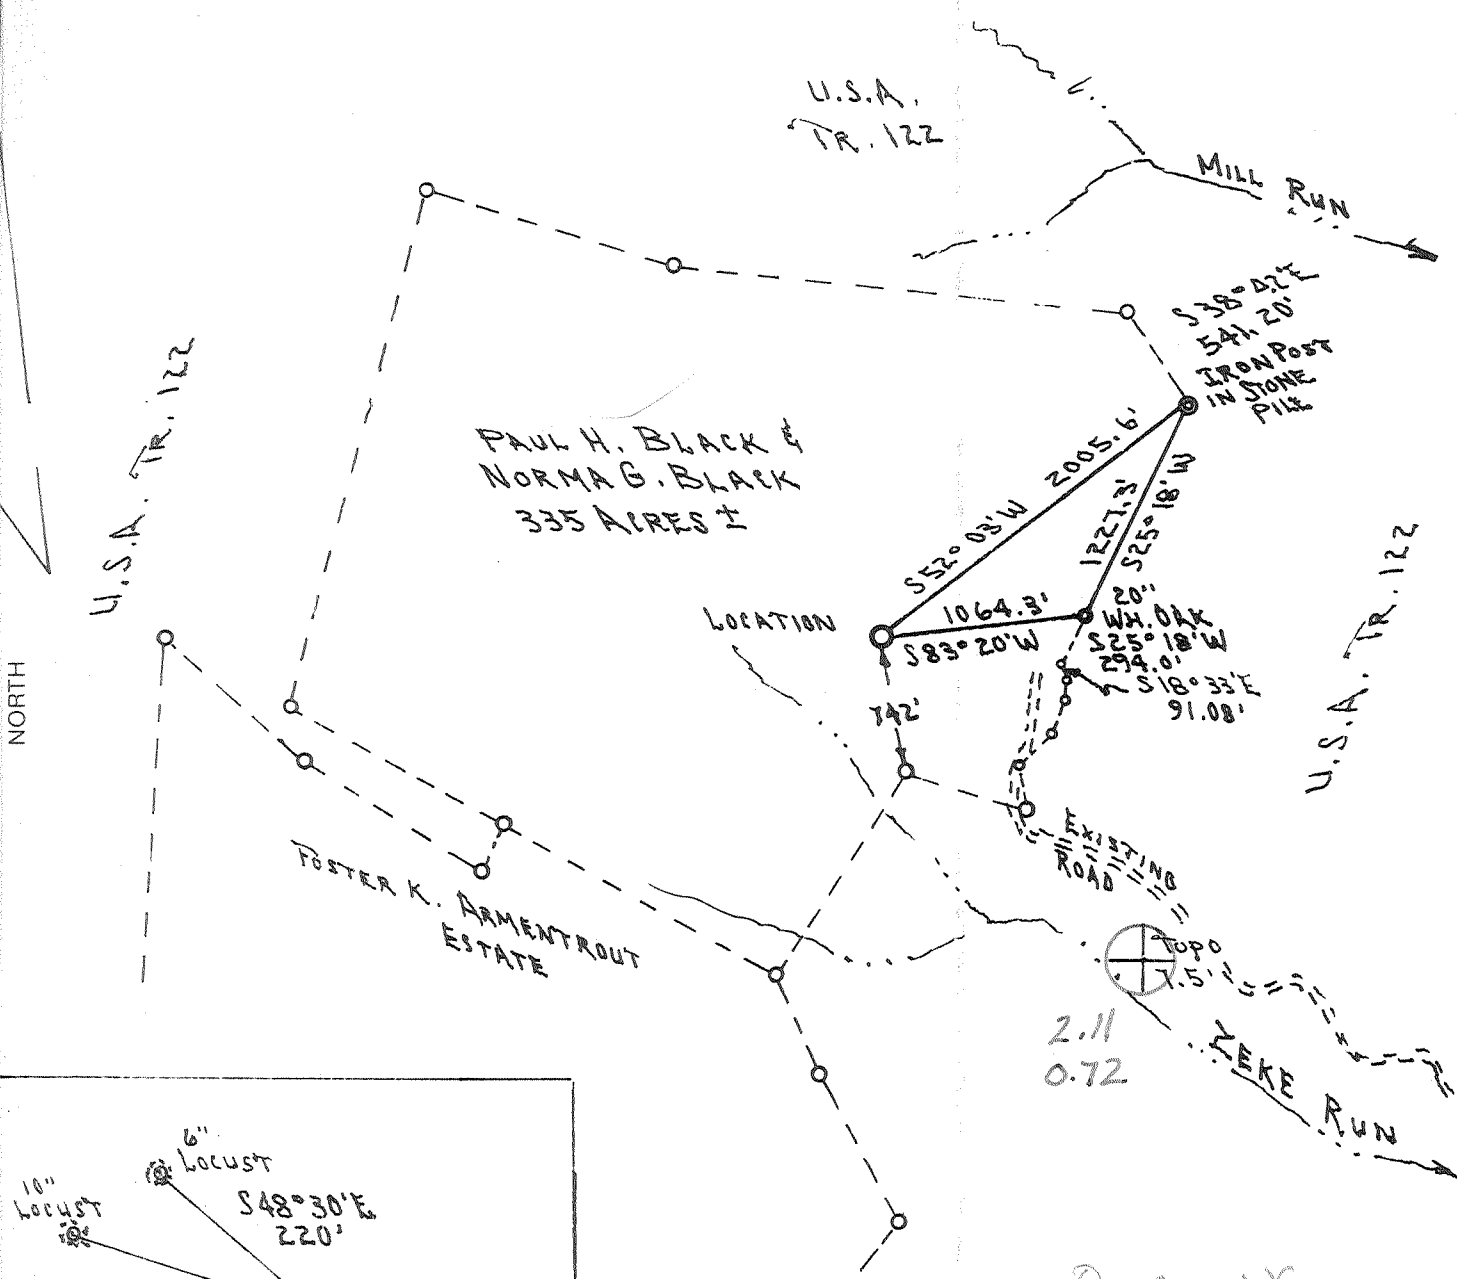 U.S.A.
TR. 122
MILL RUN
S38°02'E
541.20'
IRON POST
IN STONE
PILE
U.S.A. TR. 122
PAUL H. BLACK &
NORMA G. BLACK
335 ACRES ±
2005.6'
S52° 03' W
1227.3'
S25° 18' W
LOCATION
1064.3'
S83° 20' W
20"
WH. OAK
S25° 18' W
294.0'
S18° 33' E
91.08'
742'
U.S.A. TR. 122
NORTH
EXISTING
ROAD
FOSTER K. ARMENTROUT
ESTATE
TOPO
7.5'
2.11
0.72
ZEKE RUN
6"
LOCUST
10"
LOCUST
S48° 30' E
220'